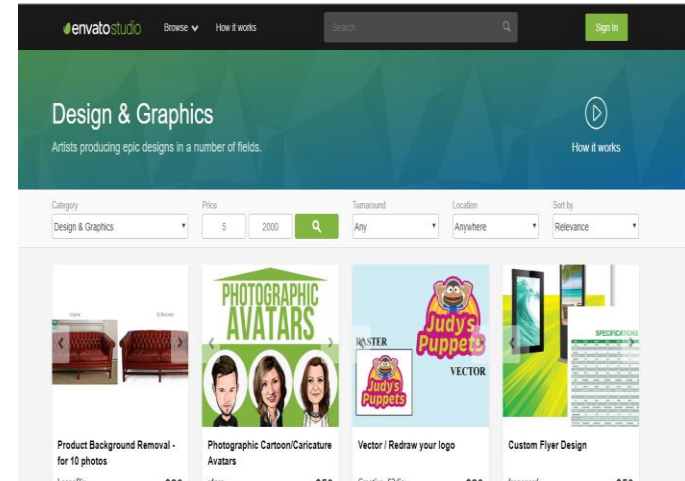 envatostudio Browse How it works Search Sign In
Design & Graphics
Artists producing epic designs in a number of fields.
How it works
Category Price Turnaround Location Sort by
Design & Graphics 5 2000 Any Anywhere Relevance
Original
PHOTOGRAPHIC
AVATARS
Judy's
Puppets
RASTER
VECTOR
Judy's
Puppets
SPECIFICATIONS
Product Background Removal -
for 10 photos
Photographic Cartoon/Caricature
Avatars
Vector / Redraw your logo
Custom Flyer Design